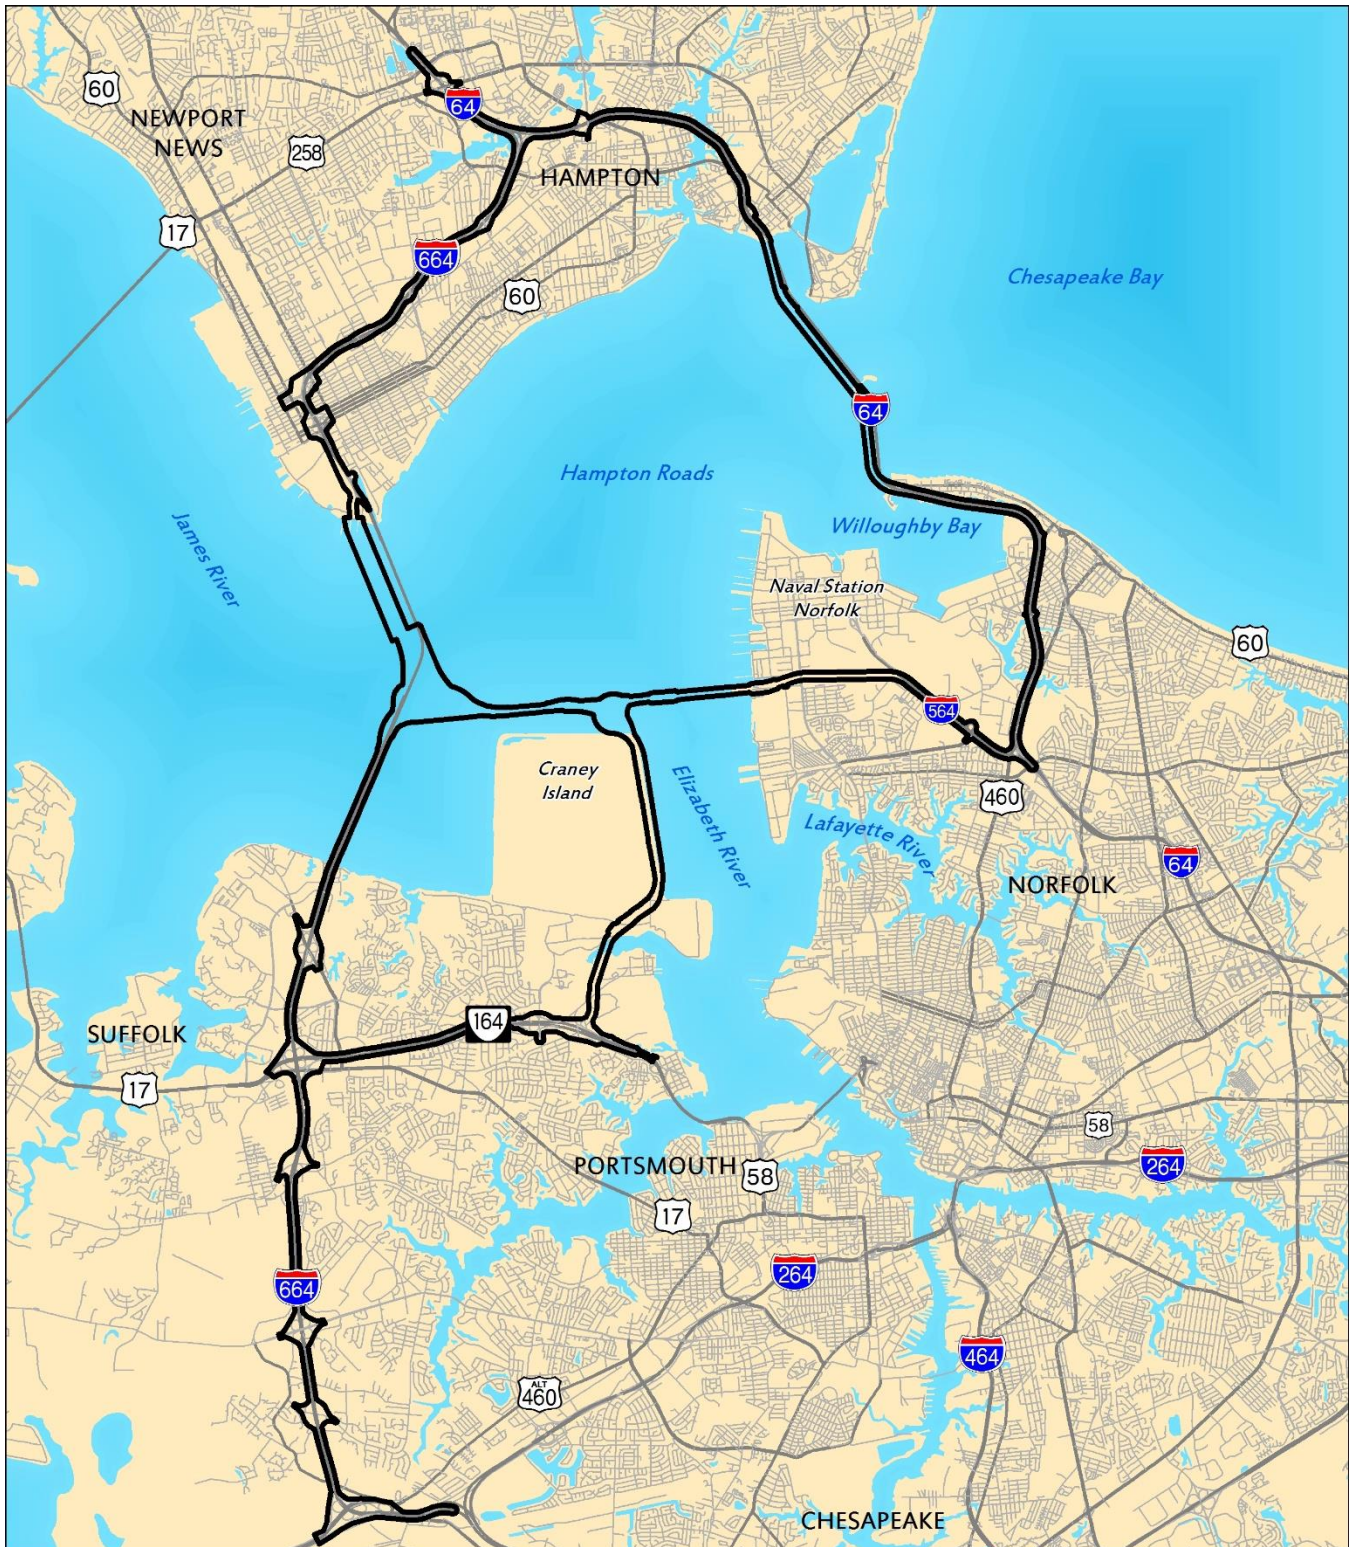 60
NEWPORT
NEWS
64
258
HAMPTON
17
664
60
Chesapeake Bay
64
Hampton Roads
Willoughby Bay
James River
Naval Station
Norfolk
60
564
Craney
Island
Elizabeth River
460
Lafayette River
64
NORFOLK
164
SUFFOLK
17
58
PORTSMOUTH
58
264
17
264
664
464
ALT
460
CHESAPEAKE